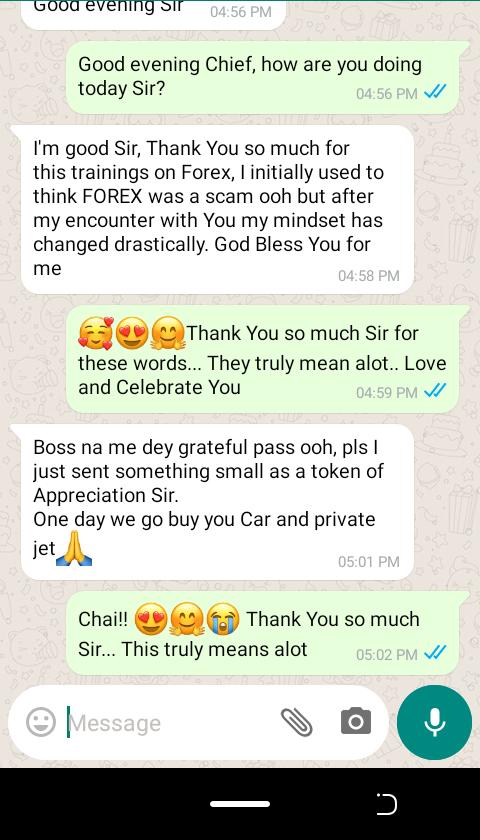 Good evening Sir
04:56 PM
Good evening Chief, how are you doing
today Sir?
04:56 PM
I'm good Sir, Thank You so much for
this trainings on Forex, I initially used to
think FOREX was a scam ooh but after
my encounter with You my mindset has
changed drastically. God Bless You for
me
04:58 PM
🥰😍🤗Thank You so much Sir for
these words... They truly mean alot.. Love
and Celebrate You
04:59 PM
Boss na me dey grateful pass ooh, pls I
just sent something small as a token of
Appreciation Sir.
One day we go buy you Car and private
jet🙏
05:01 PM
Chai!! 😍🤗😭 Thank You so much
Sir... This truly means alot
05:02 PM
Message